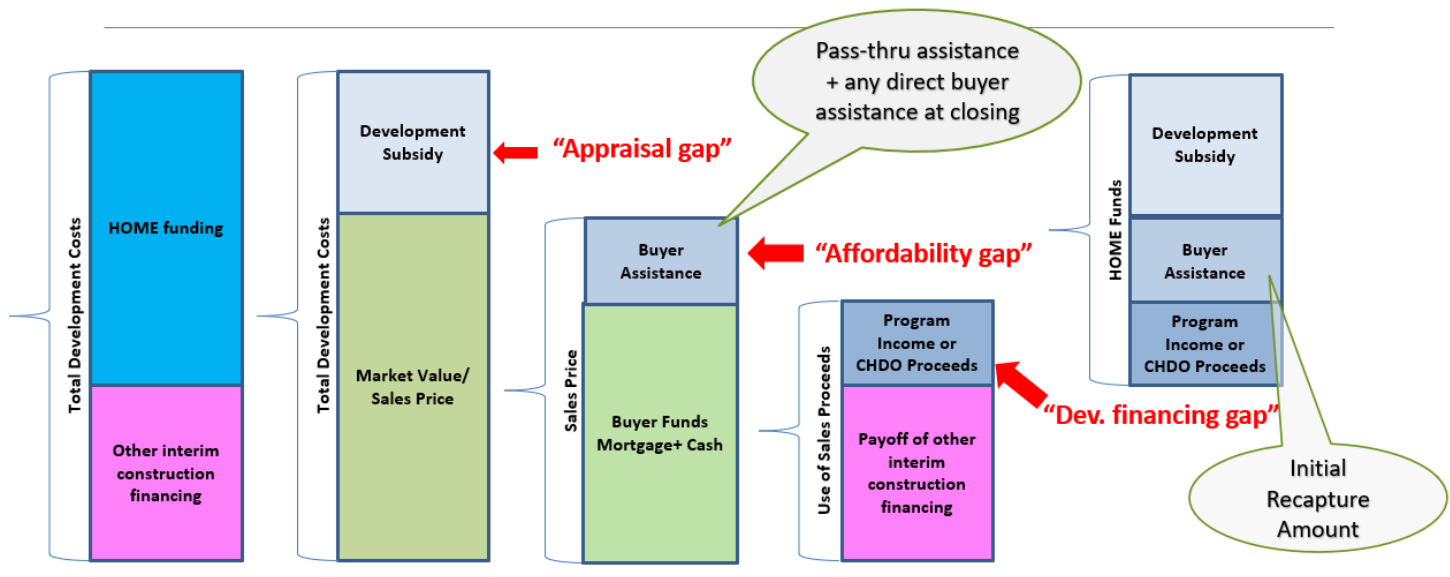 Total Development Costs
HOME funding
Other interim
construction
financing
Total Development Costs
Development
Subsidy
Market Value/
Sales Price
“Appraisal gap”
Pass-thru assistance
+ any direct buyer
assistance at closing
Sales Price
Buyer
Assistance
Buyer Funds
Mortgage+ Cash
“Affordability gap”
Use of Sales Proceeds
Program
Income or
CHDO Proceeds
Payoff of other
interim
construction
financing
“Dev. financing gap”
HOME Funds
Development
Subsidy
Buyer
Assistance
Program
Income or
CHDO Proceeds
Initial
Recapture
Amount